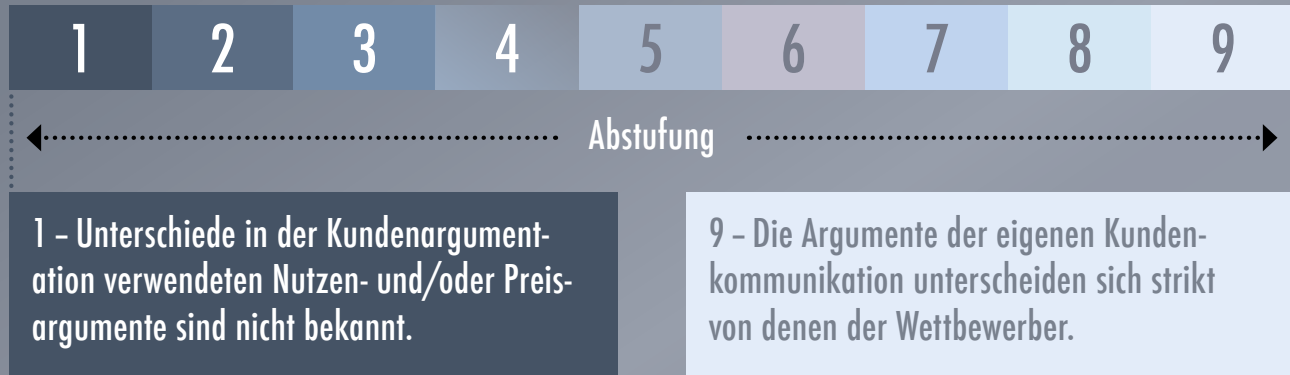 1 2 3 4 5 6 7 8 9
Abstufung
1 – Unterschiede in der Kundenargument-
ation verwendeten Nutzen- und/oder Preis-
argumente sind nicht bekannt.
9 – Die Argumente der eigenen Kunden-
kommunikation unterscheiden sich strikt
von denen der Wettbewerber.